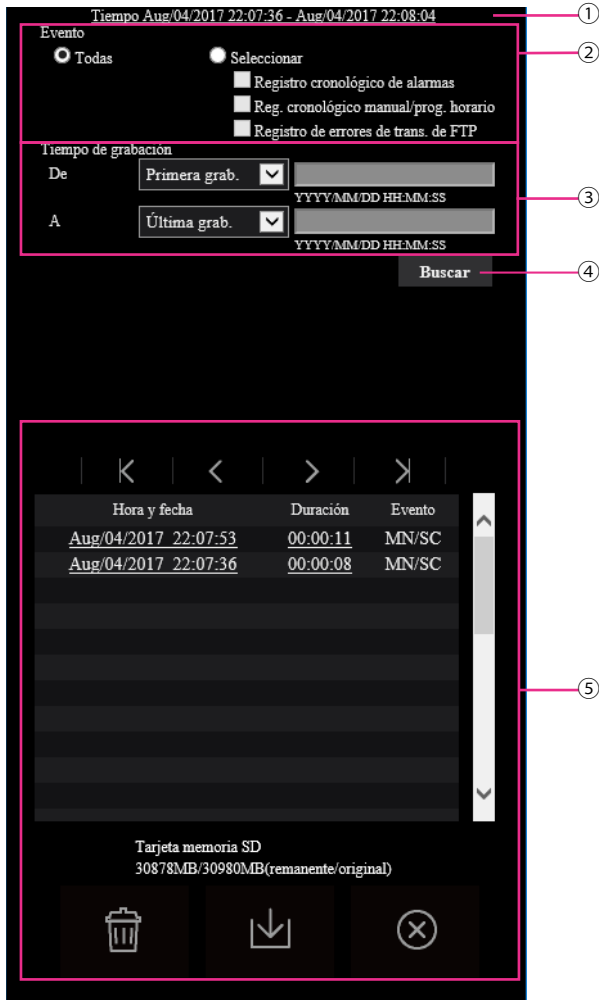 Tiempo Aug/04/2017 22:07:36 - Aug/04/2017 22:08:04 ①
Evento ②
Todas Seleccionar
Registro cronológico de alarmas
Reg. cronológico manual/prog. horario
Registro de errores de trans. de FTP
Tiempo de grabación
De Primera grab.
YYYY/MM/DD HH:MM:SS ③
A Última grab.
YYYY/MM/DD HH:MM:SS
Buscar ④
Hora y fecha Duración Evento
Aug/04/2017 22:07:53 00:00:11 MN/SC
Aug/04/2017 22:07:36 00:00:08 MN/SC
⑤
Tarjeta memoria SD
30878MB/30980MB(remanente/original)